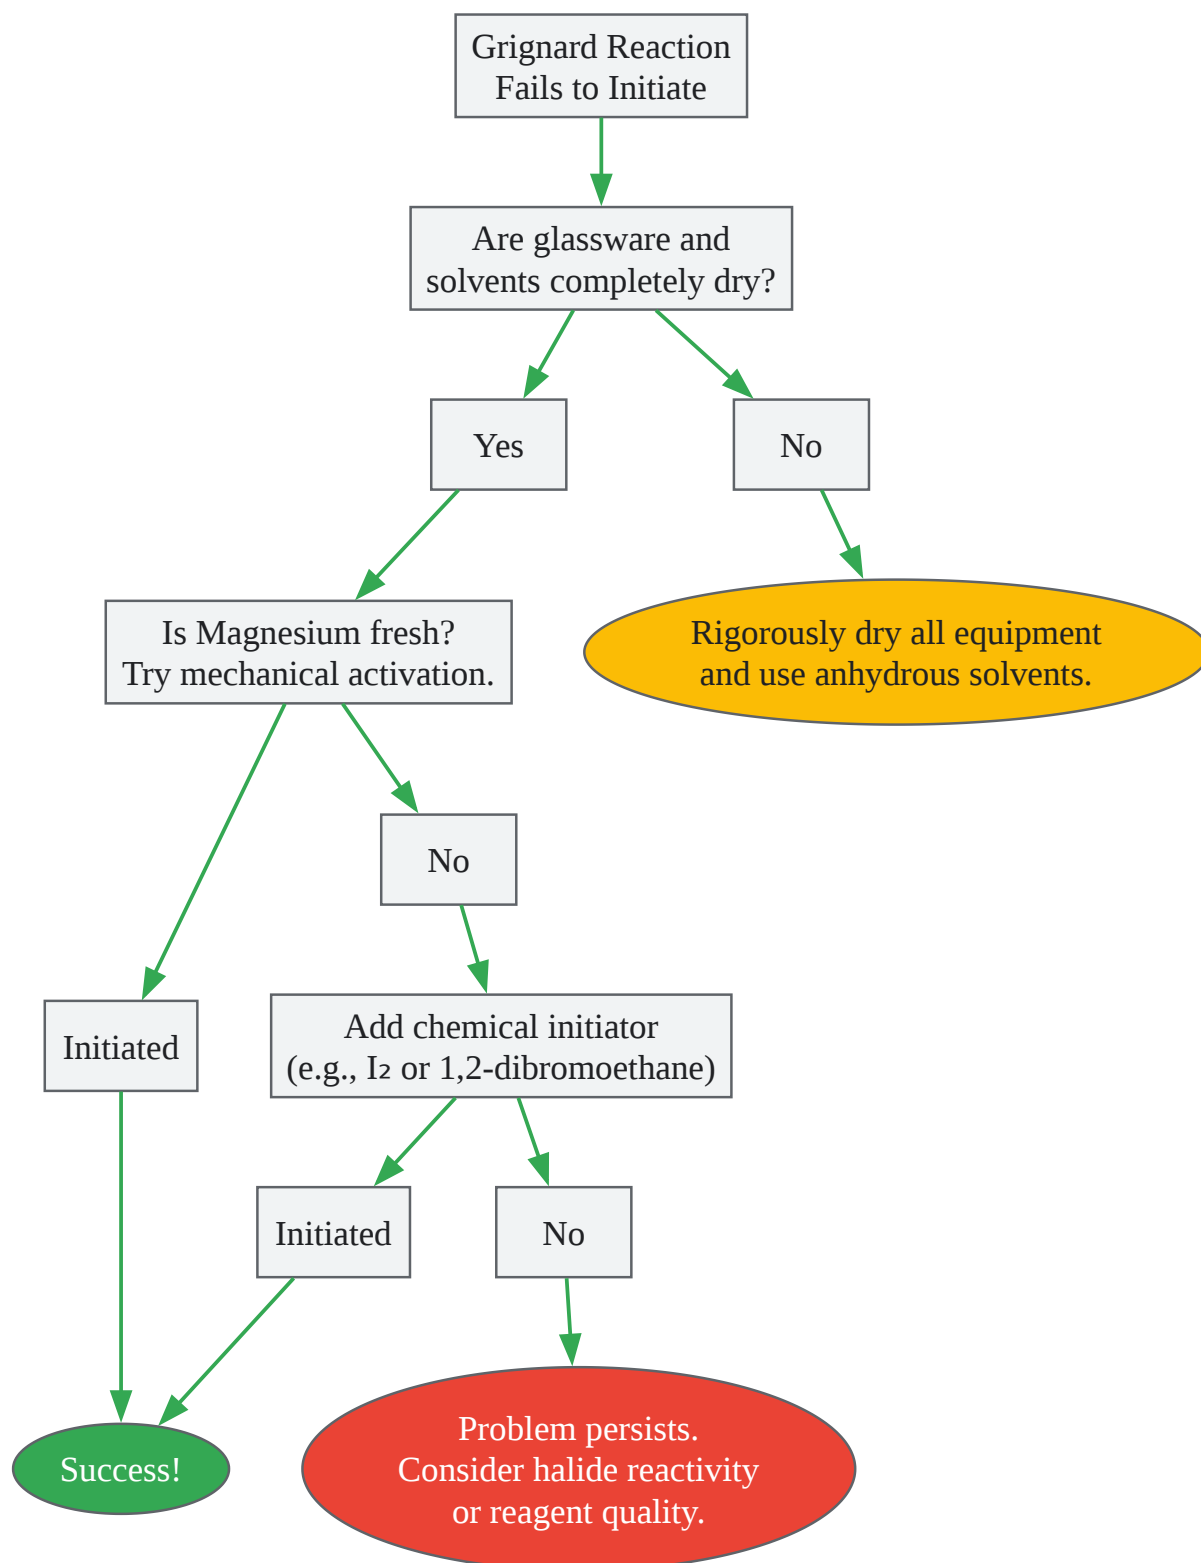 Grignard Reaction
Fails to Initiate
Are glassware and
solvents completely dry?
Yes
No
Is Magnesium fresh?
Try mechanical activation.
Rigorously dry all equipment
and use anhydrous solvents.
No
Initiated
Add chemical initiator
(e.g., I₂ or 1,2-dibromoethane)
Initiated
No
Success!
Problem persists.
Consider halide reactivity
or reagent quality.